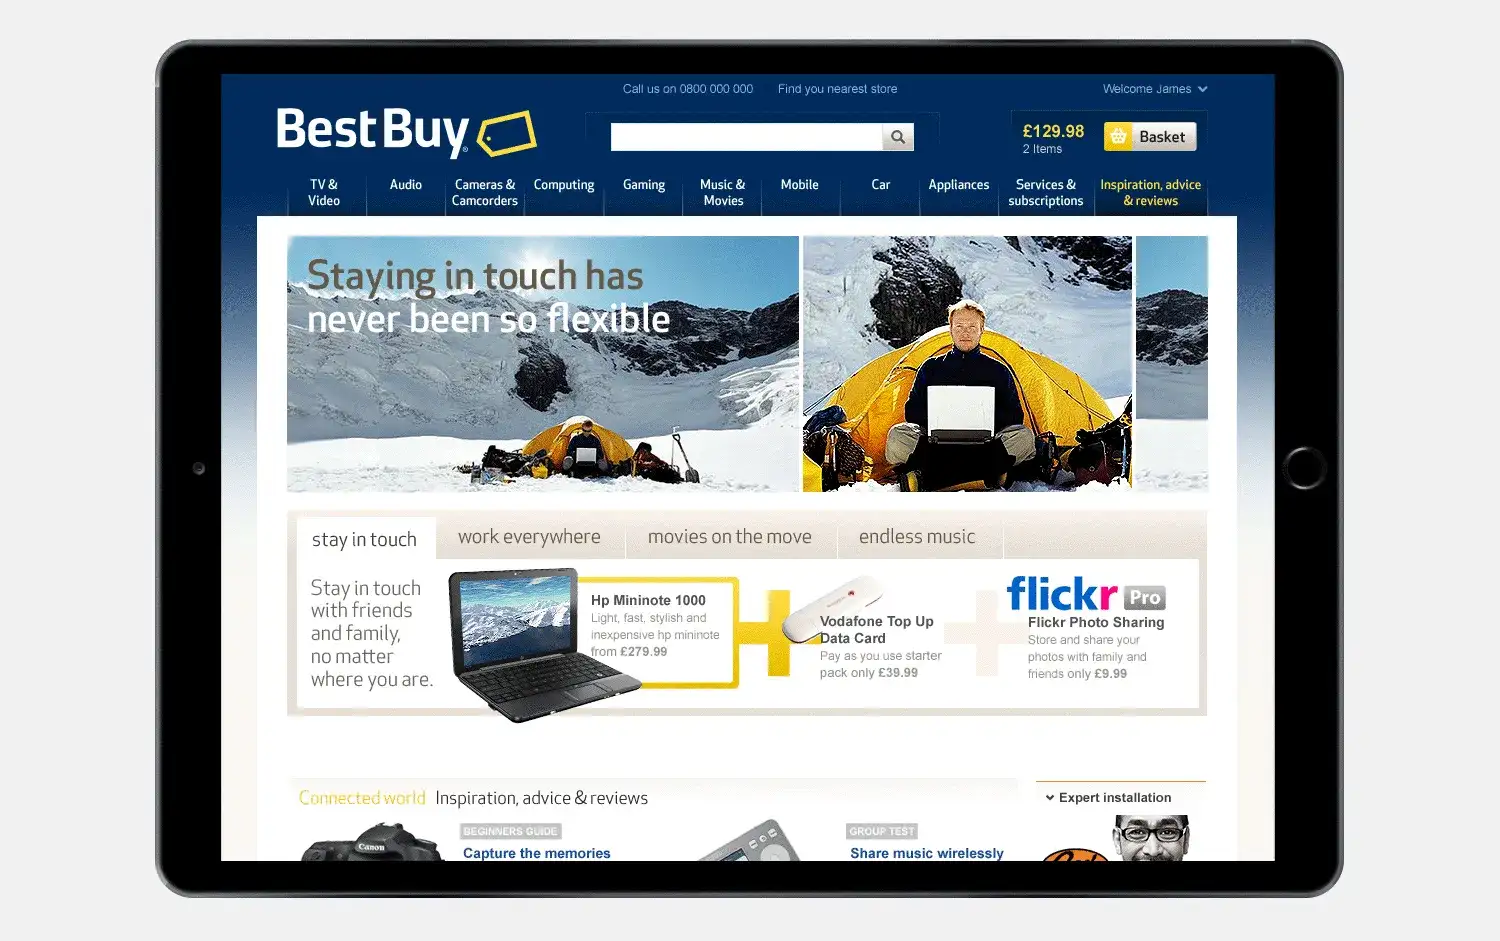 Call us on 0800 000 000
Find you nearest store
Welcome James
Best Buy®
£129.98
2 Items
Basket
TV &
Video
Audio
Cameras &
Camcorders
Computing
Gaming
Music &
Movies
Mobile
Car
Appliances
Services &
subscriptions
Inspiration, advice
& reviews
Staying in touch has
never been so flexible
stay in touch
work everywhere
movies on the move
endless music
Stay in touch
with friends
and family,
no matter
where you are.
Hp Mininote 1000
Light, fast, stylish and
inexpensive hp mininote
from £279.99
Vodafone Top Up
Data Card
Pay as you use starter
pack only £39.99
flickr Pro
Flickr Photo Sharing
Store and share your
photos with family and
friends only £9.99
Connected world Inspiration, advice & reviews
Expert installation
Canon
BEGINNERS GUIDE
Capture the memories
GROUP TEST
Share music wirelessly